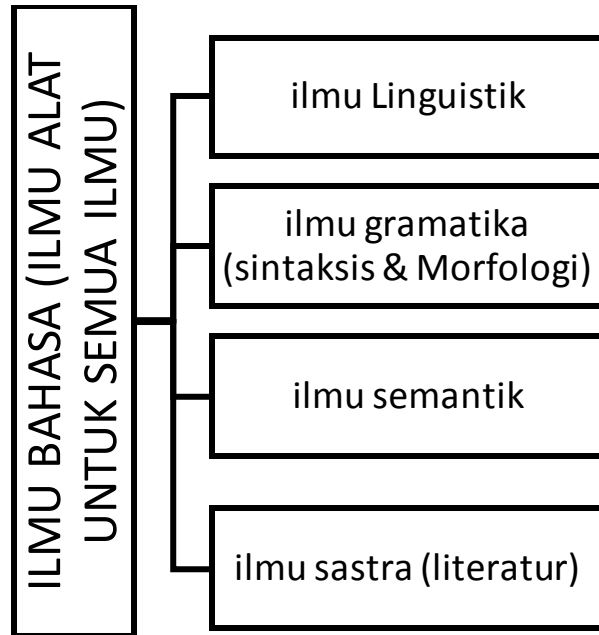 ILMU BAHASA (ILMU ALAT
UNTUK SEMUA ILMU)
ilmu Linguistik
ilmu gramatika
(sintaksis & Morfologi)
ilmu semantik
ilmu sastra (literatur)